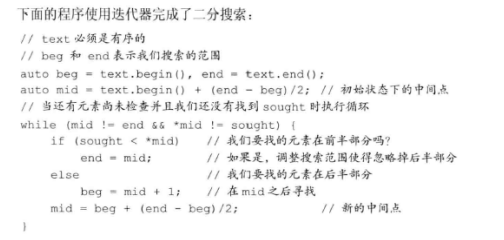 下面的程序使用迭代器完成了二分搜索：
// text 必须是有序的
// beg 和 end 表示我们搜索的范围
auto beg = text.begin(), end = text.end();
auto mid = text.begin() + (end - beg)/2; // 初始状态下的中间点
// 当还有元素尚未检查并且我们还没有找到 sought 时执行循环
while (mid != end && *mid != sought) {
    if (sought < *mid)     // 我们要找的元素在前半部分吗?
        end = mid;         // 如果是，调整搜索范围使得忽略掉后半部分
    else                   // 我们要找的元素在后半部分
        beg = mid + 1;     // 在 mid 之后寻找
    mid = beg + (end - beg)/2;          // 新的中间点
}